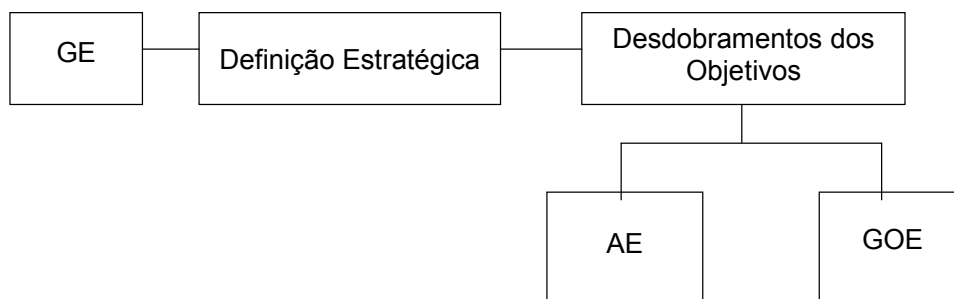 GE
Definição Estratégica
Desdobramentos dos
Objetivos
AE
GOE